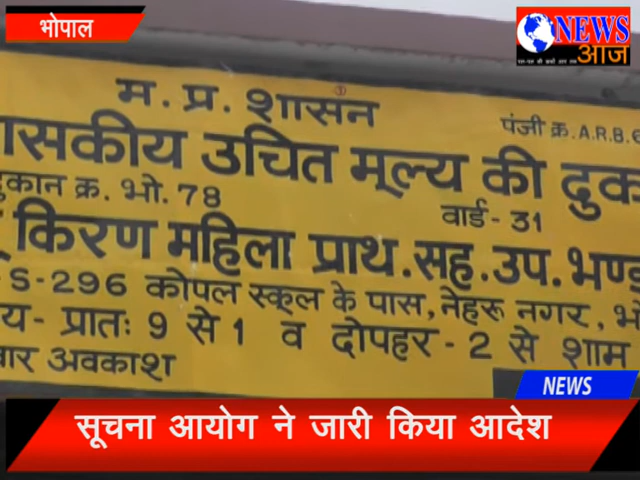 भोपाल
NEWS
आज
म. प्र. शासन
पंजी क्र. A.R.B.6
ासकीय उचित मूल्य की दुक
दुकान क्र. भो. 78
वार्ड - 31
किरण महिला प्राथ. सह. उप. भण्ड
S-296 कोपल स्कूल के पास, नेहरू नगर, भो
य- प्रातः 9 से 1 व दोपहर - 2 से शाम
वार अवकाश
NEWS
सूचना आयोग ने जारी किया आदेश